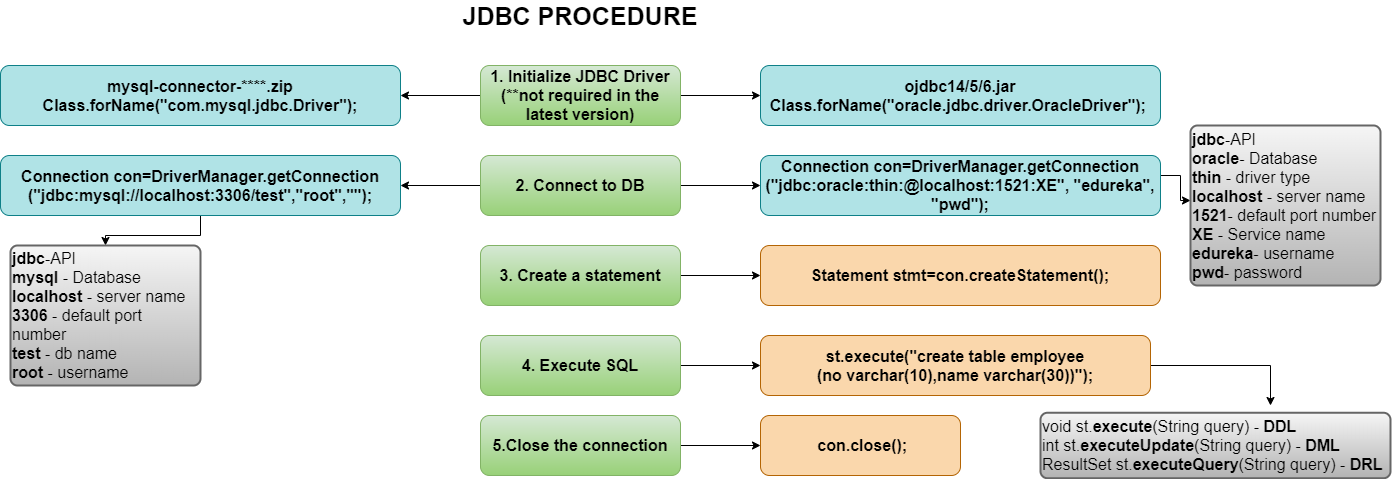 JDBC PROCEDURE
mysql-connector-****.zip
Class.forName("com.mysql.jdbc.Driver");
1. Initialize JDBC Driver
(**not required in the
latest version)
ojdbc14/5/6.jar
Class.forName("oracle.jdbc.driver.OracleDriver");
Connection con=DriverManager.getConnection
("jdbc:mysql://localhost:3306/test","root","");
2. Connect to DB
Connection con=DriverManager.getConnection
("jdbc:oracle:thin:@localhost:1521:XE", "edureka",
"pwd");
jdbc-API
oracle- Database
thin - driver type
localhost - server name
1521- default port number
XE - Service name
edureka- username
pwd- password
jdbc-API
mysql - Database
localhost - server name
3306 - default port
number
test - db name
root - username
3. Create a statement
Statement stmt=con.createStatement();
4. Execute SQL
st.execute("create table employee
(no varchar(10),name varchar(30))");
void st.execute(String query) - DDL
int st.executeUpdate(String query) - DML
ResultSet st.executeQuery(String query) - DRL
5.Close the connection
con.close();